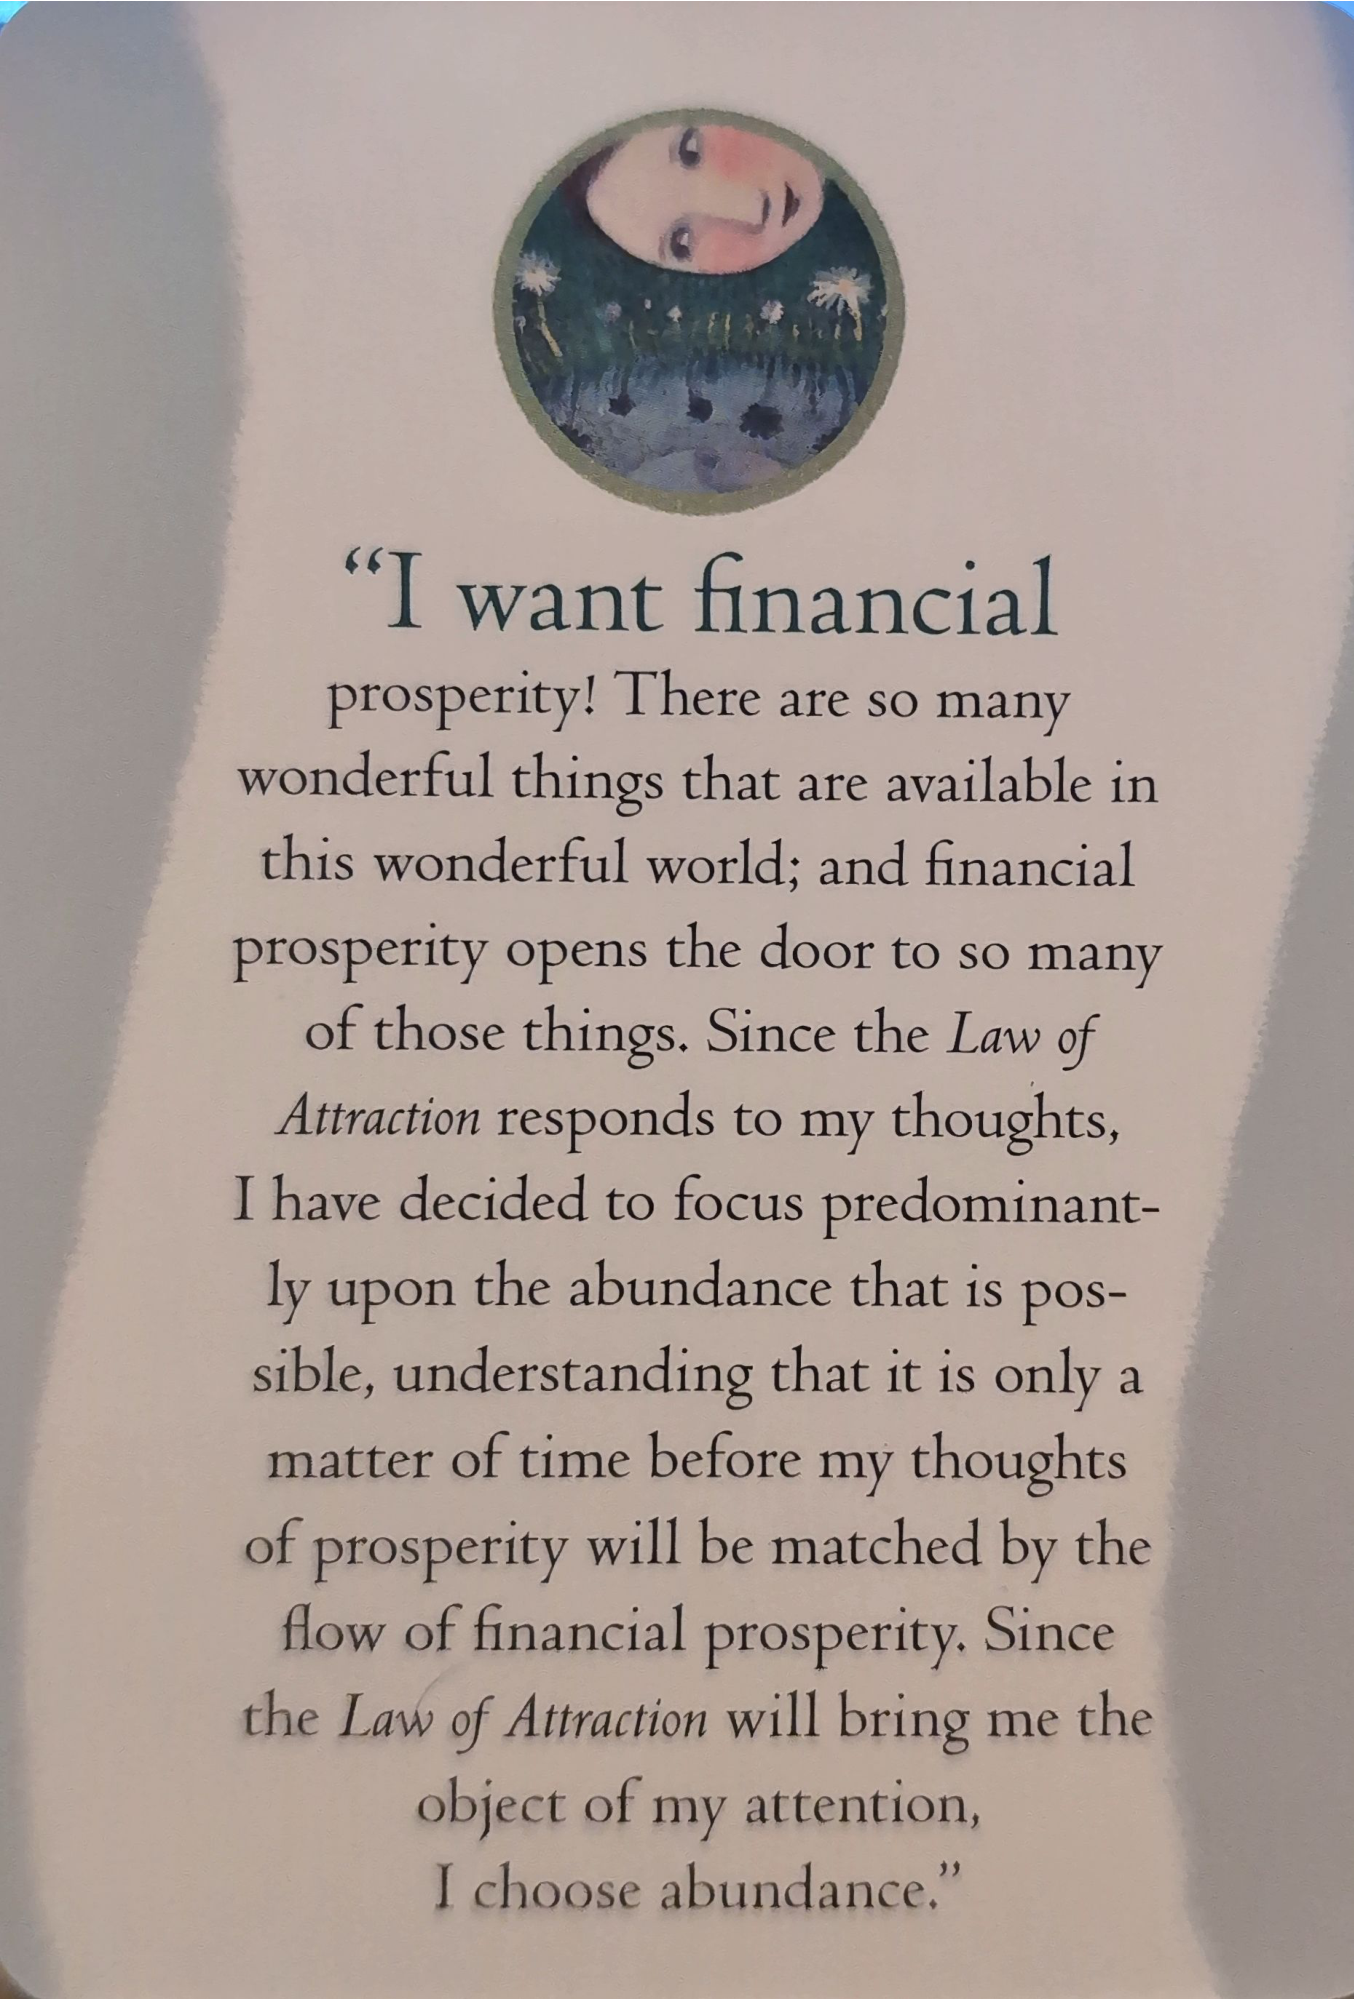 “I want financial
prosperity! There are so many
wonderful things that are available in
this wonderful world; and financial
prosperity opens the door to so many
of those things. Since the Law of
Attraction responds to my thoughts,
I have decided to focus predominant-
ly upon the abundance that is pos-
sible, understanding that it is only a
matter of time before my thoughts
of prosperity will be matched by the
flow of financial prosperity. Since
the Law of Attraction will bring me the
object of my attention,
I choose abundance.”